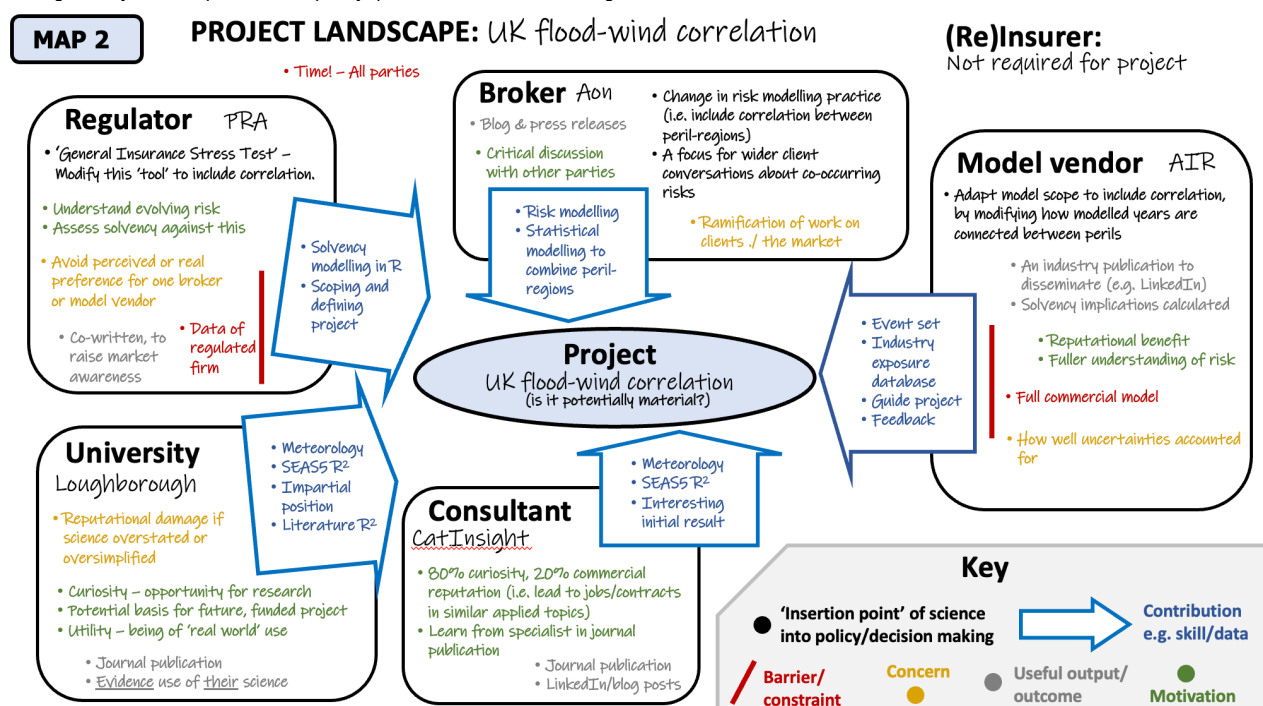 MAP 2
PROJECT LANDSCAPE: UK flood-wind correlation
(Re)Insurer:
Not required for project
• Time! – All parties
Regulator PRA
• 'General Insurance Stress Test' –
Modify this 'tool' to include correlation.
• Understand evolving risk
• Assess solvency against this
• Avoid perceived or real
preference for one broker
or model vendor
• Co-written, to
raise market
awareness
• Data of
regulated
firm
• Solvency
modelling in R
• Scoping and
defining
project
Broker Aon
• Blog & press releases
• Critical discussion
with other parties
• Change in risk modelling practice
(i.e. include correlation between
peril-regions)
• A focus for wider client
conversations about co-occurring
risks
• Ramification of work on
clients ./ the market
• Risk modelling
• Statistical
modelling to
combine peril-
regions
Model vendor AIR
• Adapt model scope to include correlation,
by modifying how modelled years are
connected between perils
• An industry publication to
disseminate (e.g. LinkedIn)
• Solvency implications calculated
• Reputational benefit
• Fuller understanding of risk
• Full commercial model
• How well uncertainties accounted
for
• Event set
• Industry
exposure
database
• Guide project
• Feedback
Project
UK flood-wind correlation
(is it potentially material?)
University
Loughborough
• Reputational damage if
science overstated or
oversimplified
• Curiosity – opportunity for research
• Potential basis for future, funded project
• Utility – being of 'real world' use
• Journal publication
• Evidence use of their science
• Meteorology
• SEAS5 R²
• Impartial
position
• Literature R²
Consultant
CatInsight
• 80% curiosity, 20% commercial
reputation (i.e. lead to jobs/contracts
in similar applied topics)
• Learn from specialist in journal
publication
• Journal publication
• LinkedIn/blog posts
• Meteorology
• SEAS5 R²
• Interesting
initial result
Key
'Insertion point' of science
into policy/decision making
Contribution
e.g. skill/data
Barrier/
constraint
Concern
Useful output/
outcome
Motivation